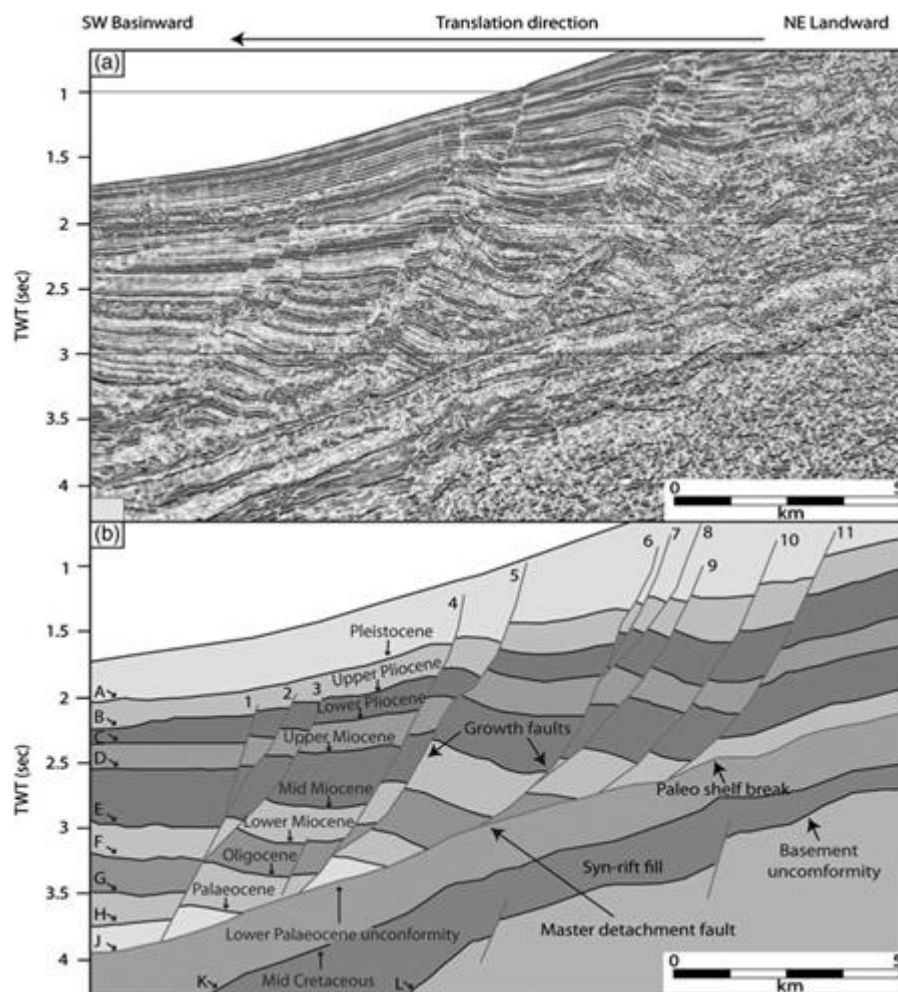 SW Basinward
Translation direction
NE Landward
(a)
1
1.5
2
2.5
3
3.5
4
TWT (sec)
0 5
km
(b)
1
1.5
2
2.5
3
3.5
4
TWT (sec)
1
2
3
4
5
6
7
8
9
10
11
A
B
C
D
E
F
G
H
J
K
L
Pleistocene
Upper Pliocene
Lower Pliocene
Upper Miocene
Mid Miocene
Lower Miocene
Oligocene
Palaeocene
Growth faults
Paleo shelf break
Syn-rift fill
Basement
uncomformity
Lower Palaeocene unconformity
Master detachment fault
Mid Cretaceous
0 5
km